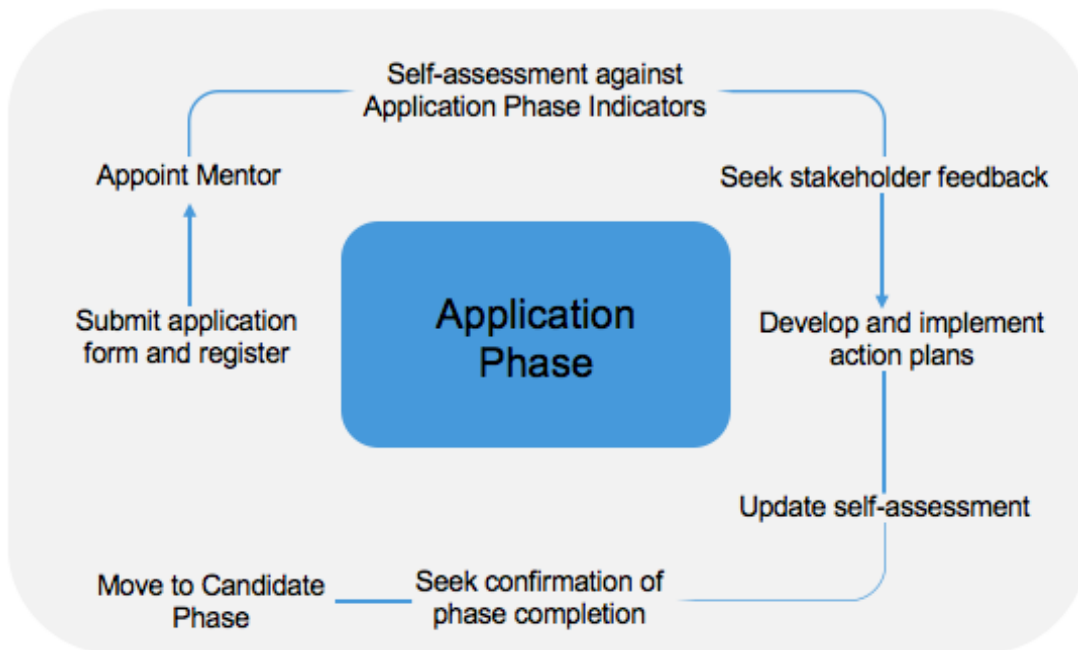 Self-assessment against
Application Phase Indicators
Appoint Mentor
Seek stakeholder feedback
Submit application
form and register
Application
Phase
Develop and implement
action plans
Update self-assessment
Move to Candidate
Phase
Seek confirmation of
phase completion